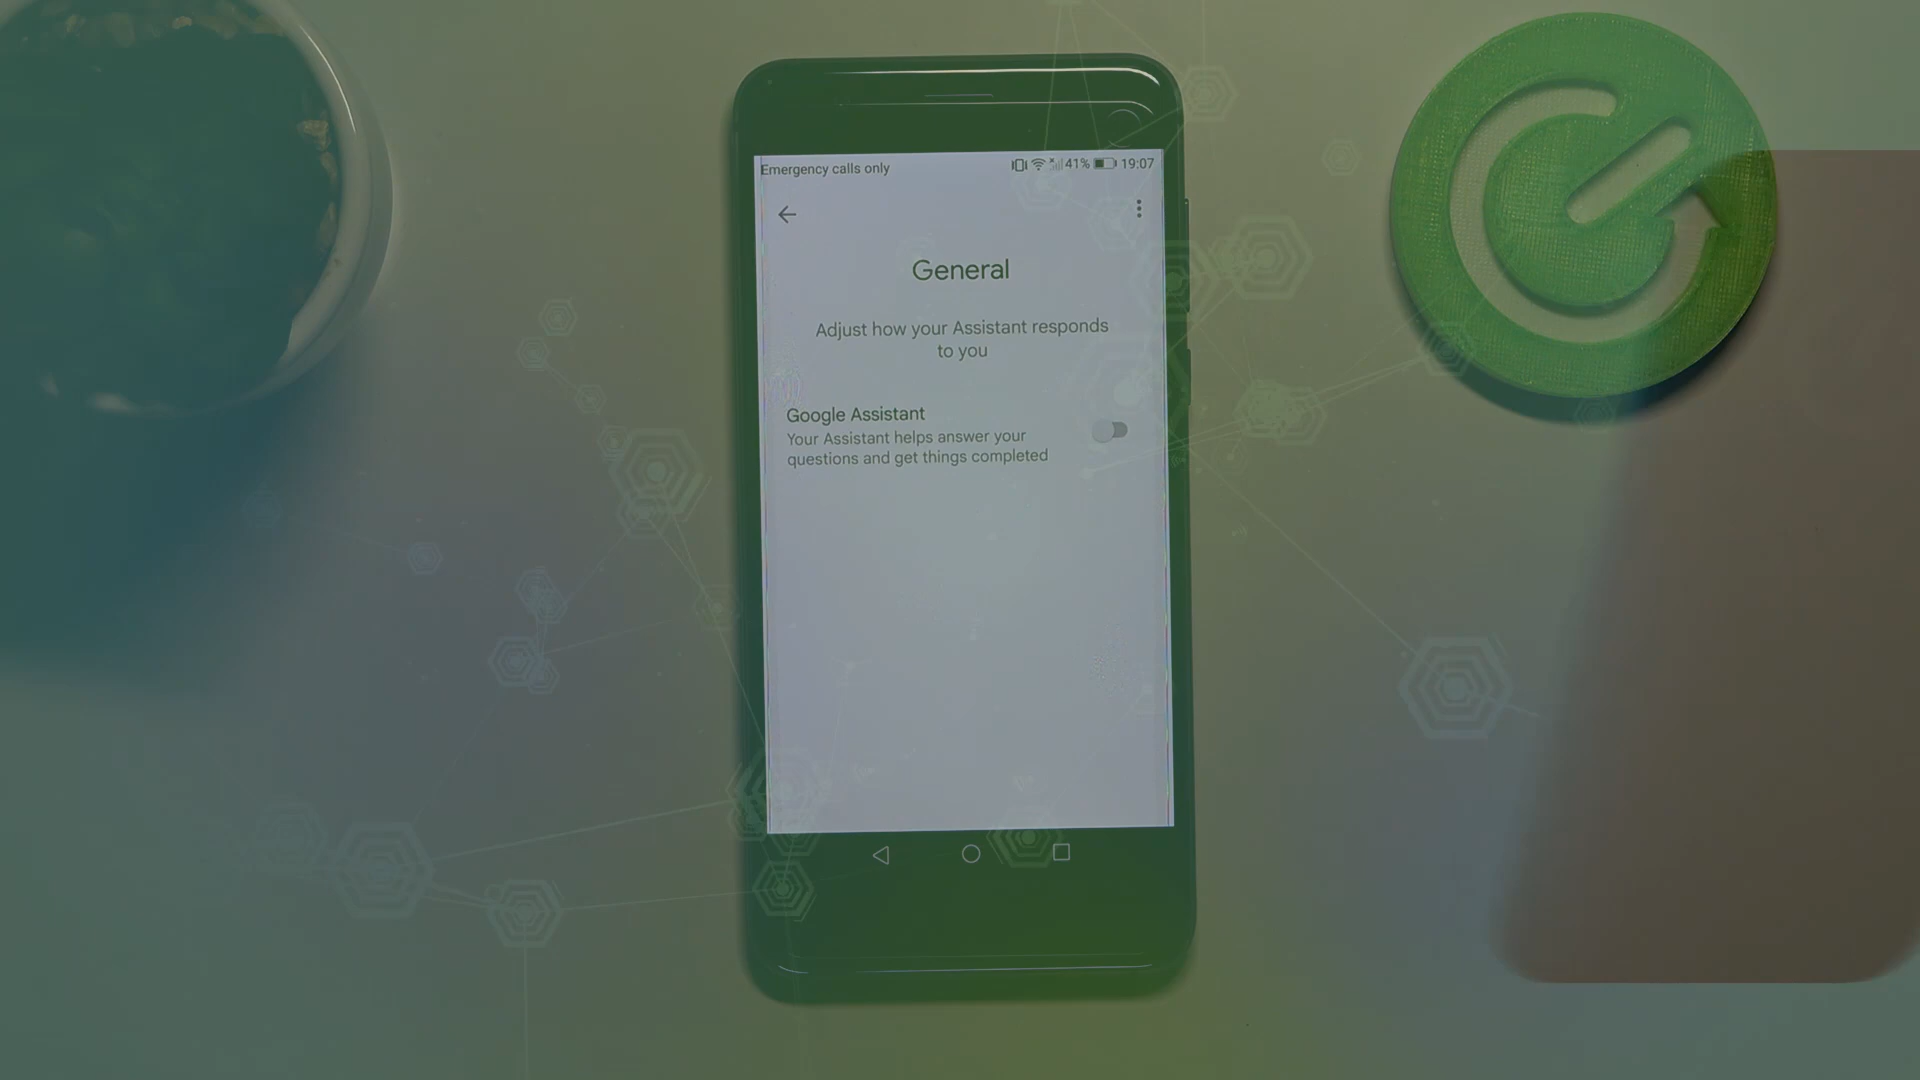 Emergency calls only 41% 19:07
General
Adjust how your Assistant responds
to you
Google Assistant
Your Assistant helps answer your
questions and get things completed